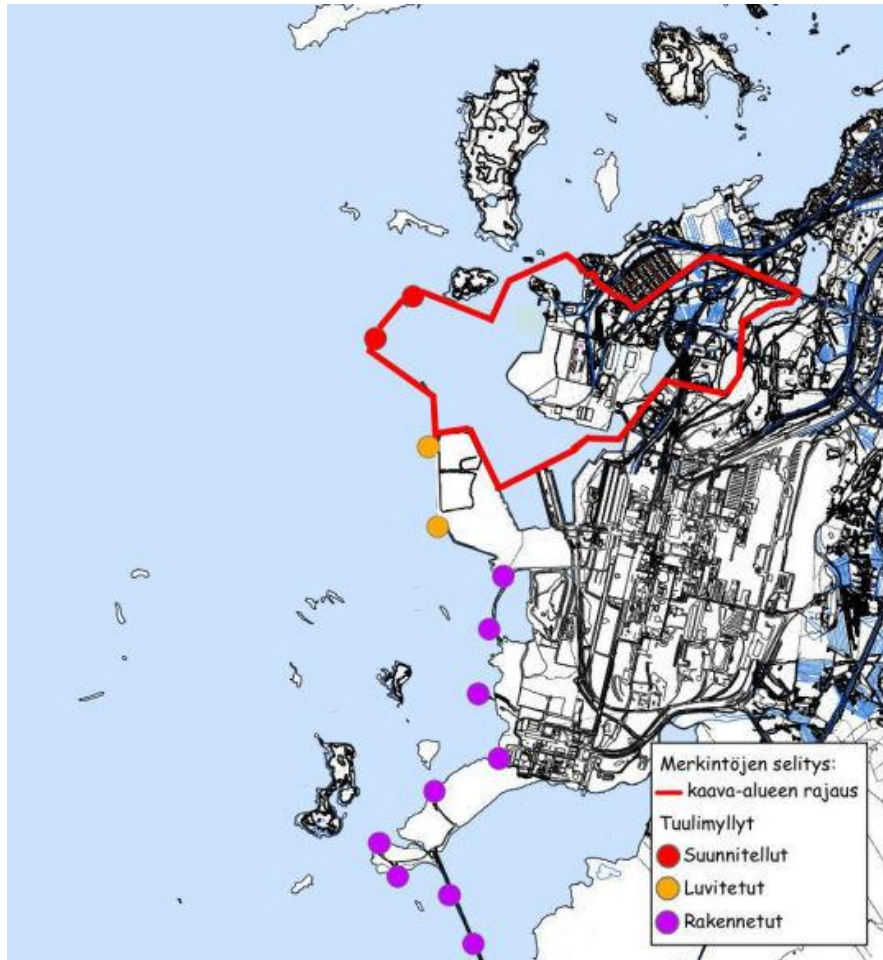 Merkintöjen selitys:
kaava-alueen rajaus
Tuulimyllyt
Suunnitellut
Luvitetut
Rakennetut